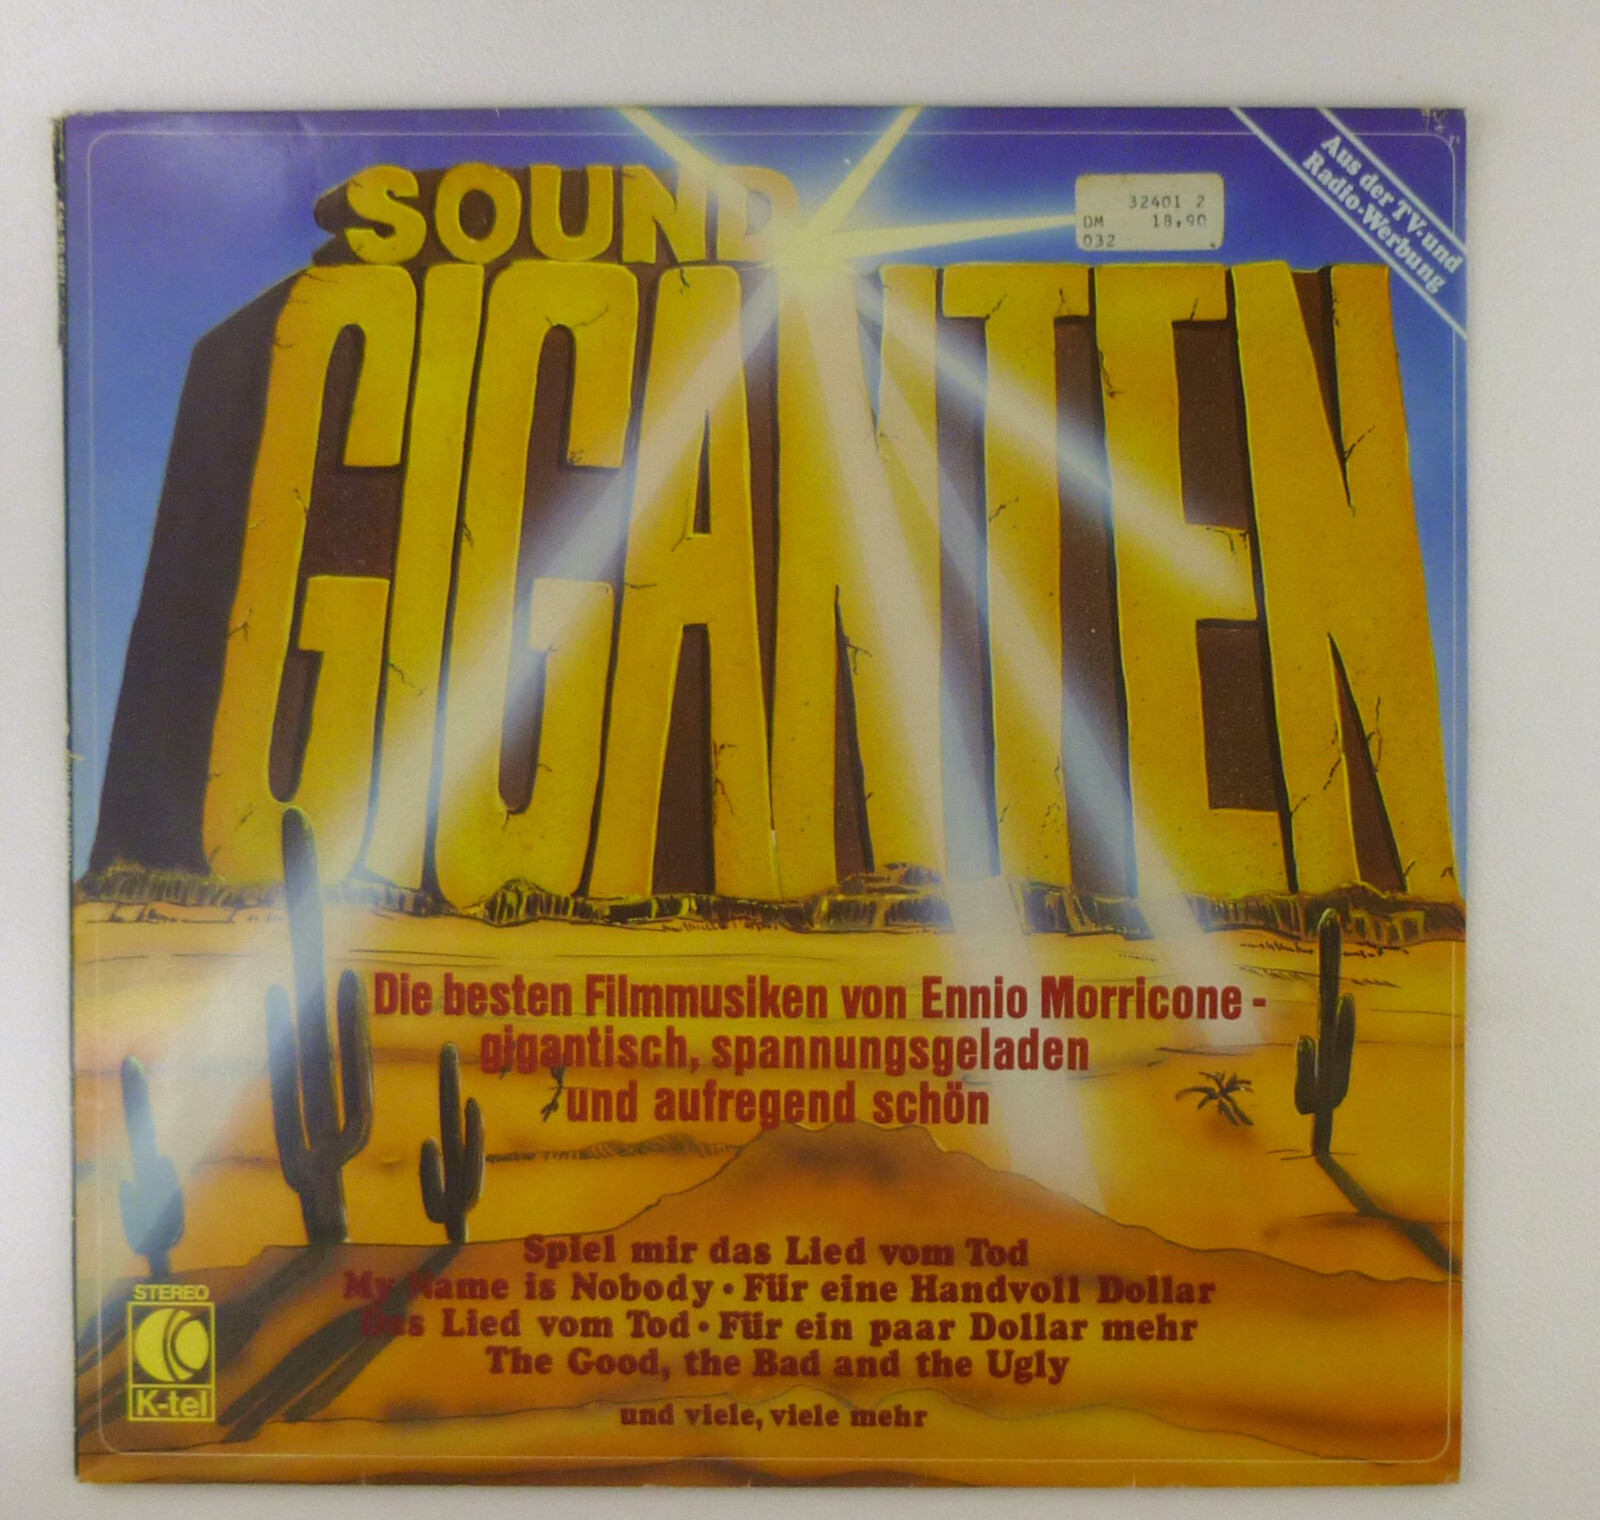 SOUND
GIGANTEN
32401 2
DM 18,90
032
Aus der TV-und
Radio-Werbung
Die besten Filmmusiken von Ennio Morricone -
gigantisch, spannungsgeladen
und aufregend schön
Spiel mir das Lied vom Tod
My Name is Nobody • Für eine Handvoll Dollar
Das Lied vom Tod • Für ein paar Dollar mehr
The Good, the Bad and the Ugly
und viele, viele mehr
STEREO
K-tel